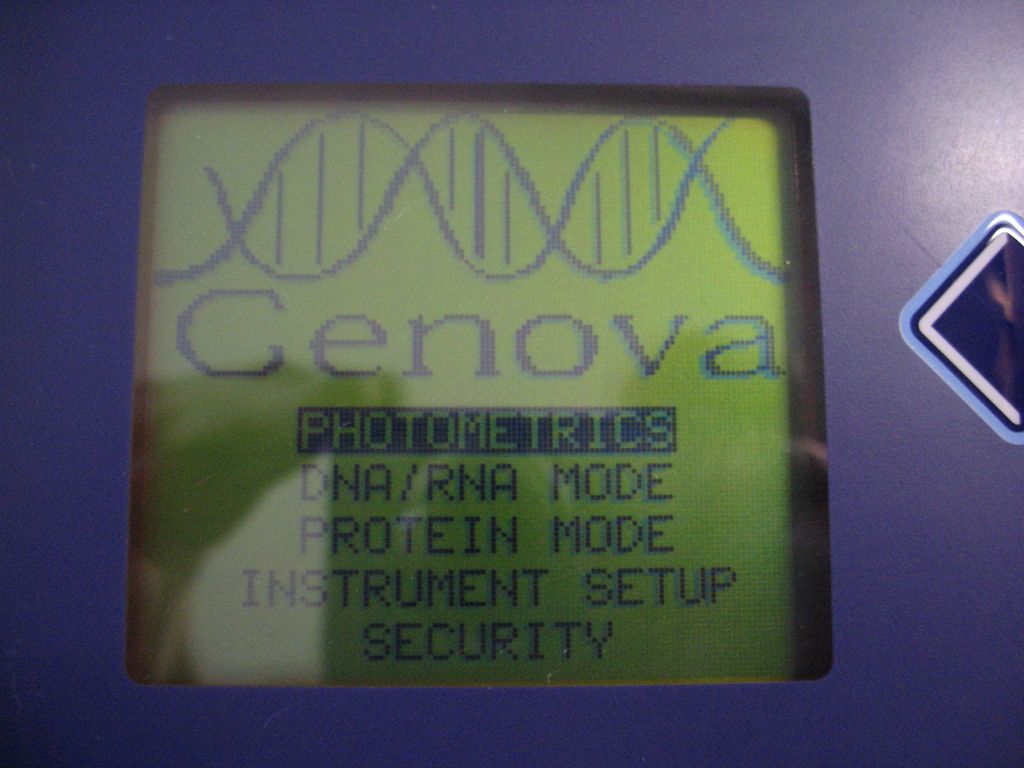 Genova
PHOTOMETRICS
DNA/RNA MODE
PROTEIN MODE
INSTRUMENT SETUP
SECURITY